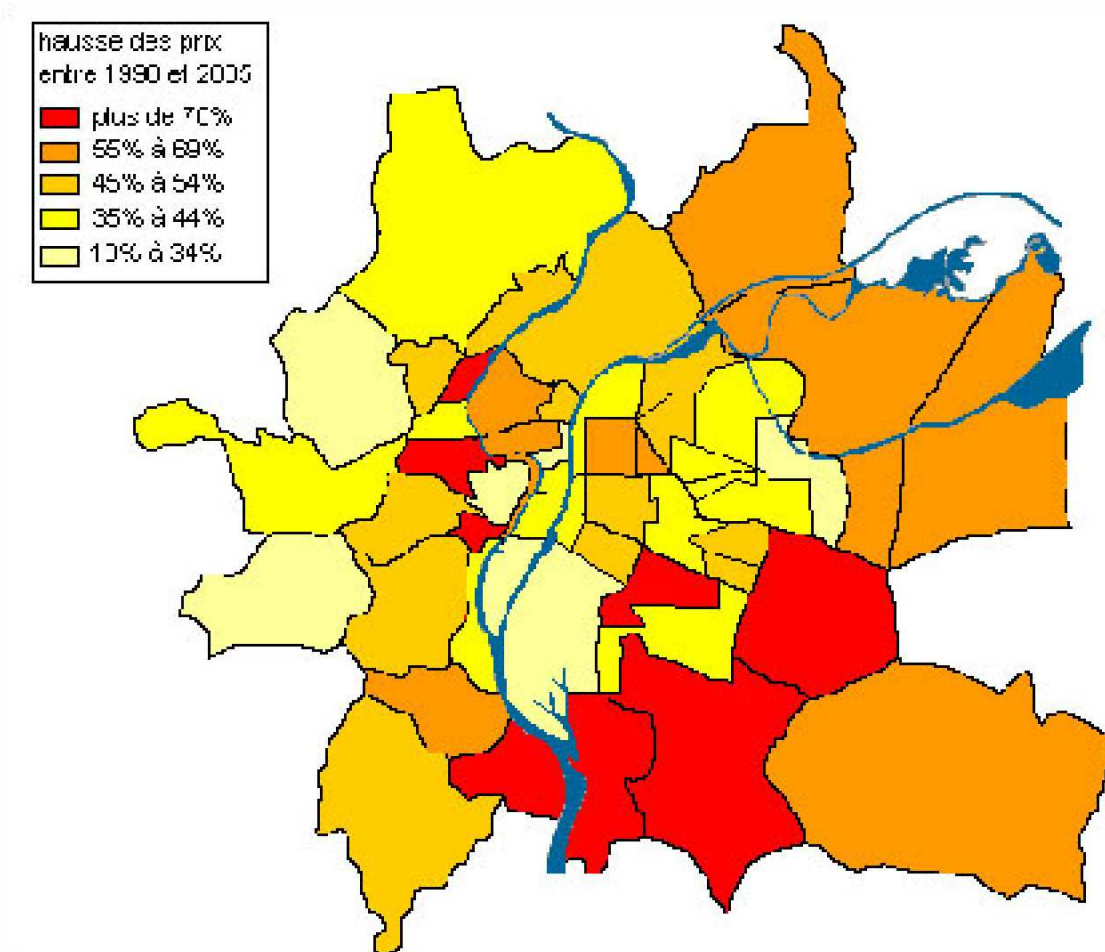 hausse des prix
entre 1990 et 2005
plus de 70%
55% à 69%
45% à 54%
35% à 44%
10% à 34%